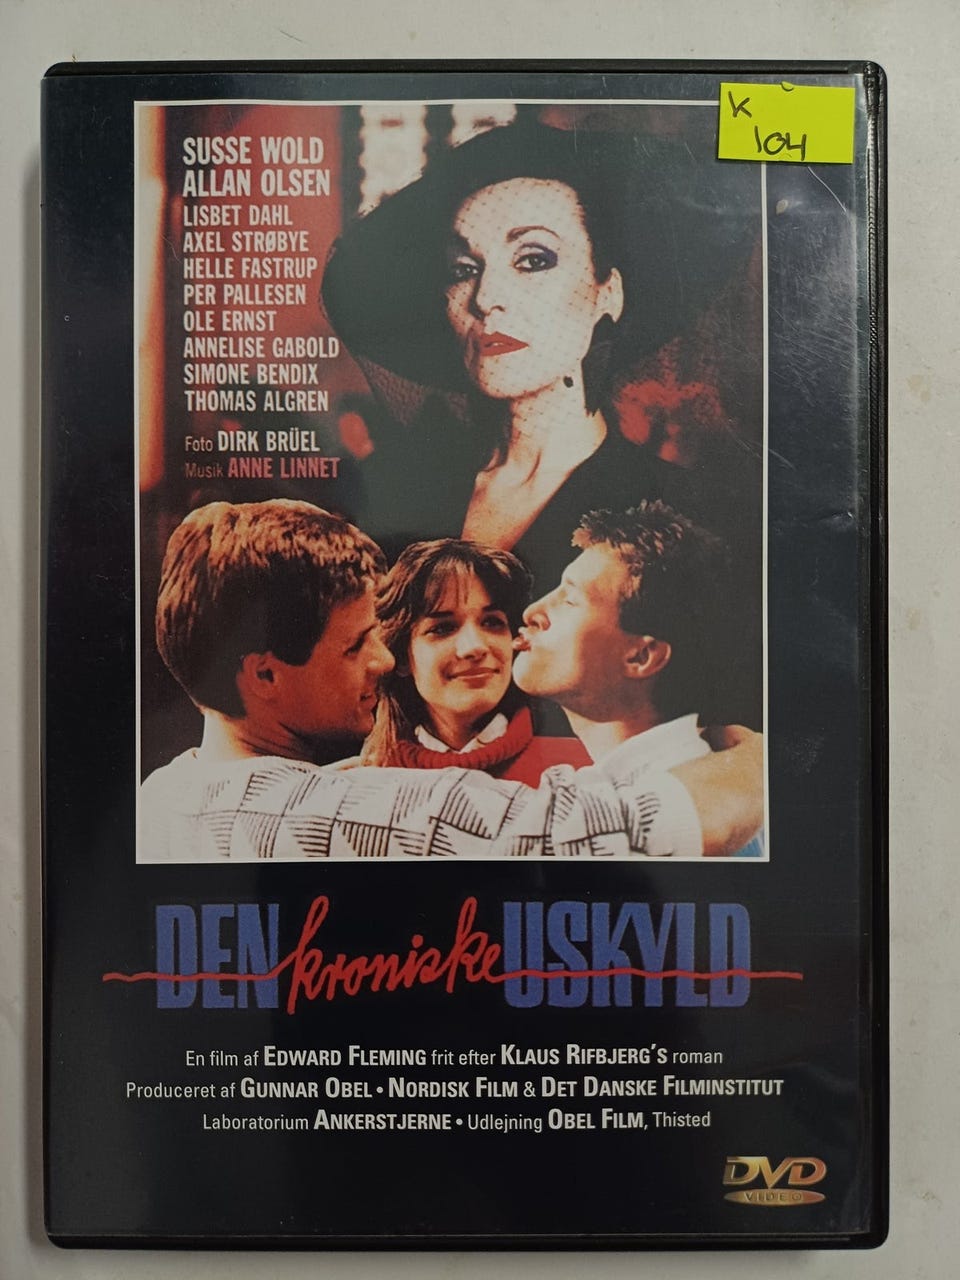 K
104
SUSSE WOLD
ALLAN OLSEN
LISBET DAHL
AXEL STRØBYE
HELLE FASTRUP
PER PALLESEN
OLE ERNST
ANNELISE GABOLD
SIMONE BENDIX
THOMAS ALGREN
Foto DIRK BRÜEL
Musik ANNE LINNET
DEN kroniske USKYLD
En film af EDWARD FLEMING frit efter KLAUS RIFBJERG'S roman
Produceret af GUNNAR OBEL • NORDISK FILM & DET DANSKE FILMINSTITUT
Laboratorium ANKERSTJERNE • Udlejning OBEL FILM, Thisted
DVD
VIDEO